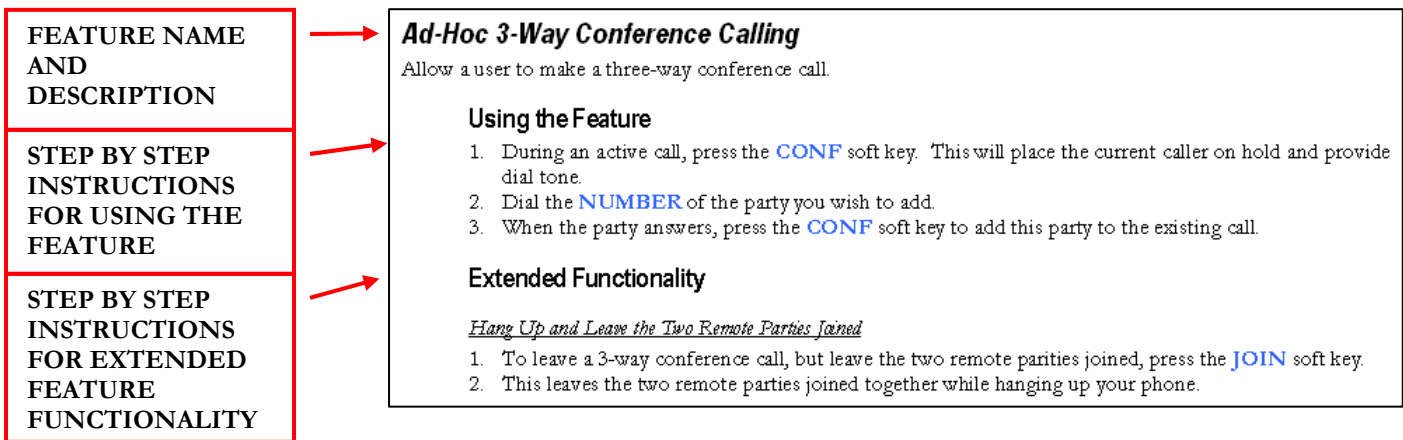 FEATURE NAME
AND
DESCRIPTION
STEP BY STEP
INSTRUCTIONS
FOR USING THE
FEATURE
STEP BY STEP
INSTRUCTIONS
FOR EXTENDED
FEATURE
FUNCTIONALITY
Ad-Hoc 3-Way Conference Calling
Allow a user to make a three-way conference call.
Using the Feature
1. During an active call, press the CONF soft key. This will place the current caller on hold and provide
dial tone.
2. Dial the NUMBER of the party you wish to add.
3. When the party answers, press the CONF soft key to add this party to the existing call.
Extended Functionality
Hang Up and Leave the Two Remote Parties Joined
1. To leave a 3-way conference call, but leave the two remote parities joined, press the JOIN soft key.
2. This leaves the two remote parties joined together while hanging up your phone.